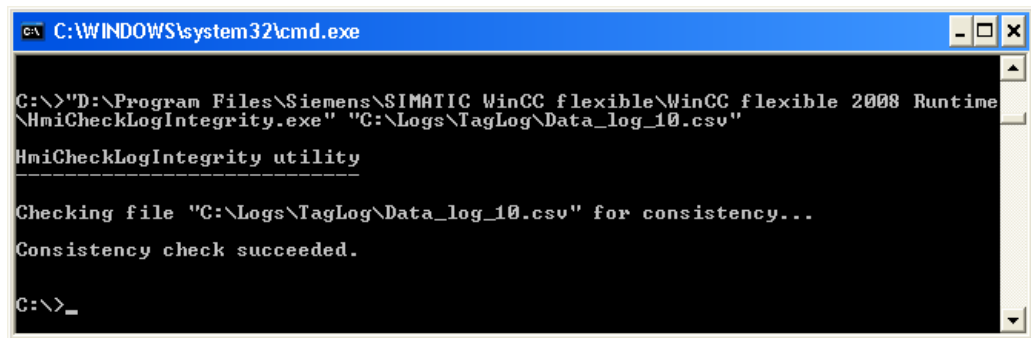 C:\WINDOWS\system32\cmd.exe
C:\>"D:\Program Files\Siemens\SIMATIC WinCC flexible\WinCC flexible 2008 Runtime
\HmiCheckLogIntegrity.exe" "C:\Logs\TagLog\Data_log_10.csv"
HmiCheckLogIntegrity utility
----------------------------
Checking file "C:\Logs\TagLog\Data_log_10.csv" for consistency...
Consistency check succeeded.
C:\>_